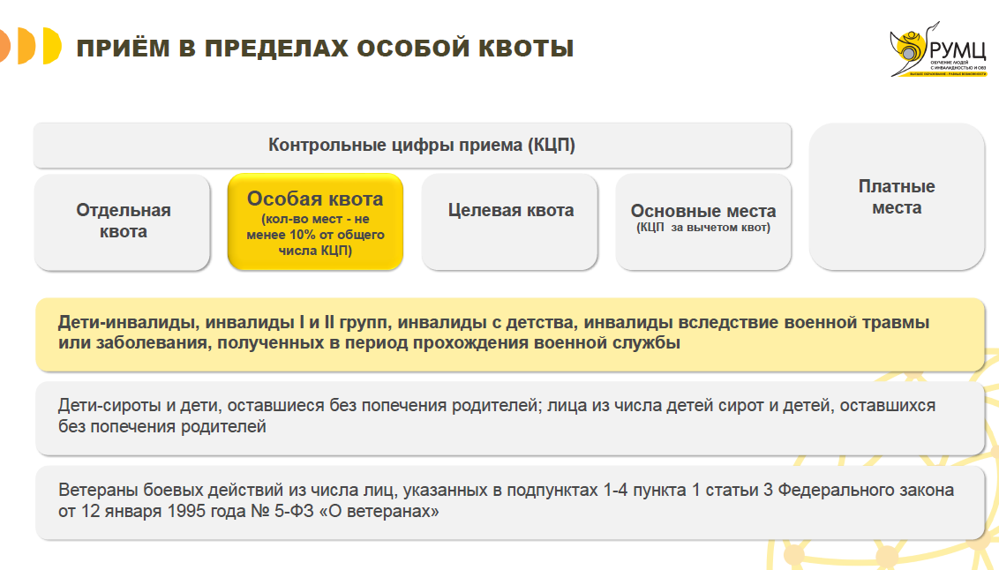 ПРИЁМ В ПРЕДЕЛАХ ОСОБОЙ КВОТЫ
РУМЦ
ОБУЧЕНИЕ ЛЮДЕЙ
С ИНВАЛИДНОСТЬЮ И ОВЗ
ВЫСШЕЕ ОБРАЗОВАНИЕ - РАВНЫЕ ВОЗМОЖНОСТИ
Контрольные цифры приема (КЦП)
Отдельная
квота
Особая квота
(кол-во мест - не
менее 10% от общего
числа КЦП)
Целевая квота
Основные места
(КЦП за вычетом квот)
Платные
места
Дети-инвалиды, инвалиды I и II групп, инвалиды с детства, инвалиды вследствие военной травмы
или заболевания, полученных в период прохождения военной службы
Дети-сироты и дети, оставшиеся без попечения родителей; лица из числа детей сирот и детей, оставшихся
без попечения родителей
Ветераны боевых действий из числа лиц, указанных в подпунктах 1-4 пункта 1 статьи 3 Федерального закона
от 12 января 1995 года № 5-ФЗ «О ветеранах»